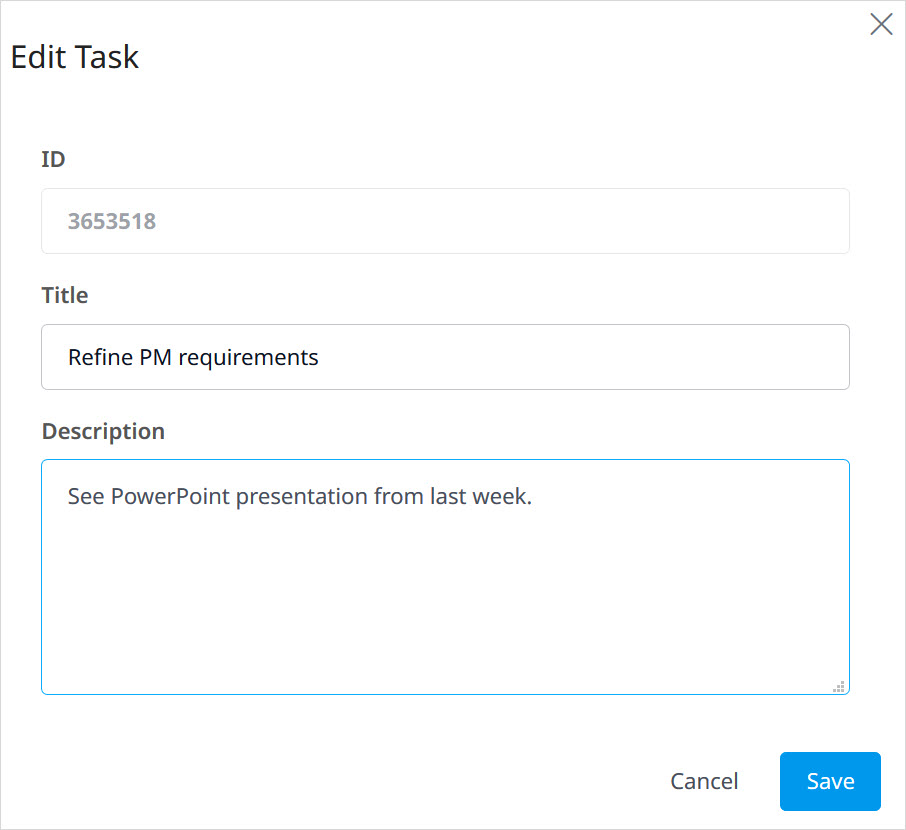 Edit Task
ID
3653518
Title
Refine PM requirements
Description
See PowerPoint presentation from last week.
Cancel
Save